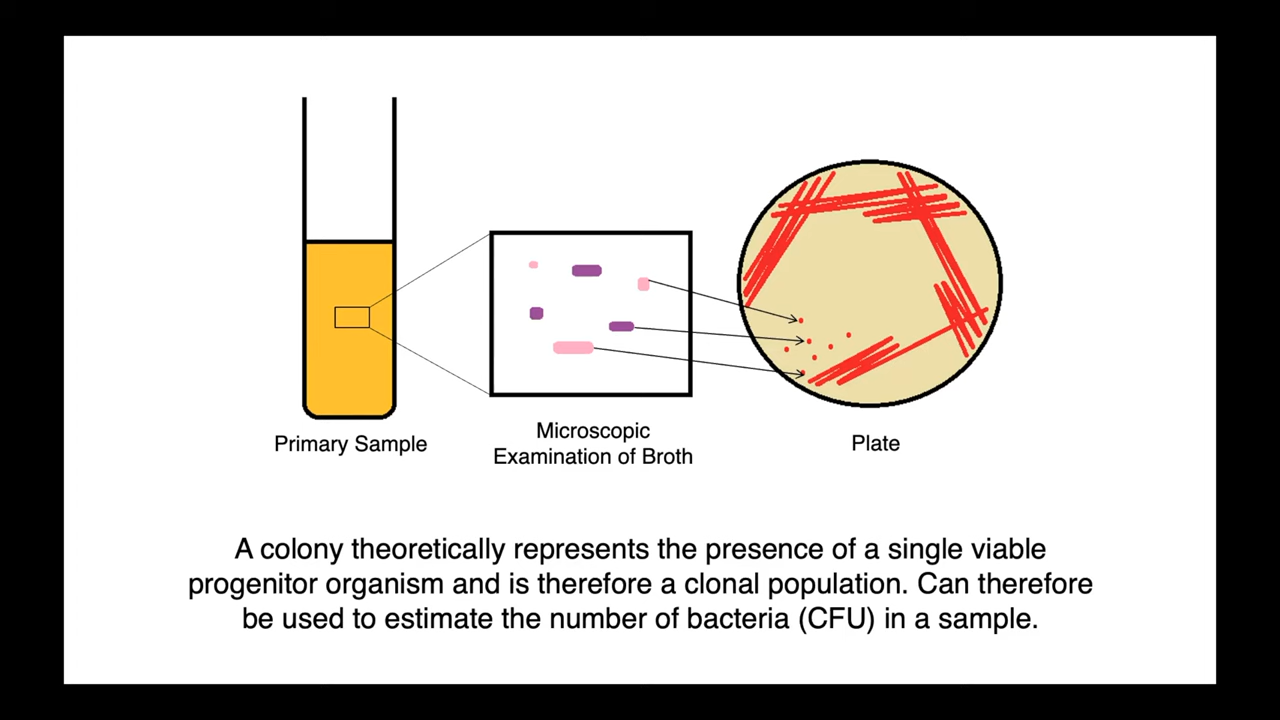 Primary Sample
Microscopic
Examination of Broth
Plate
A colony theoretically represents the presence of a single viable
progenitor organism and is therefore a clonal population. Can therefore
be used to estimate the number of bacteria (CFU) in a sample.